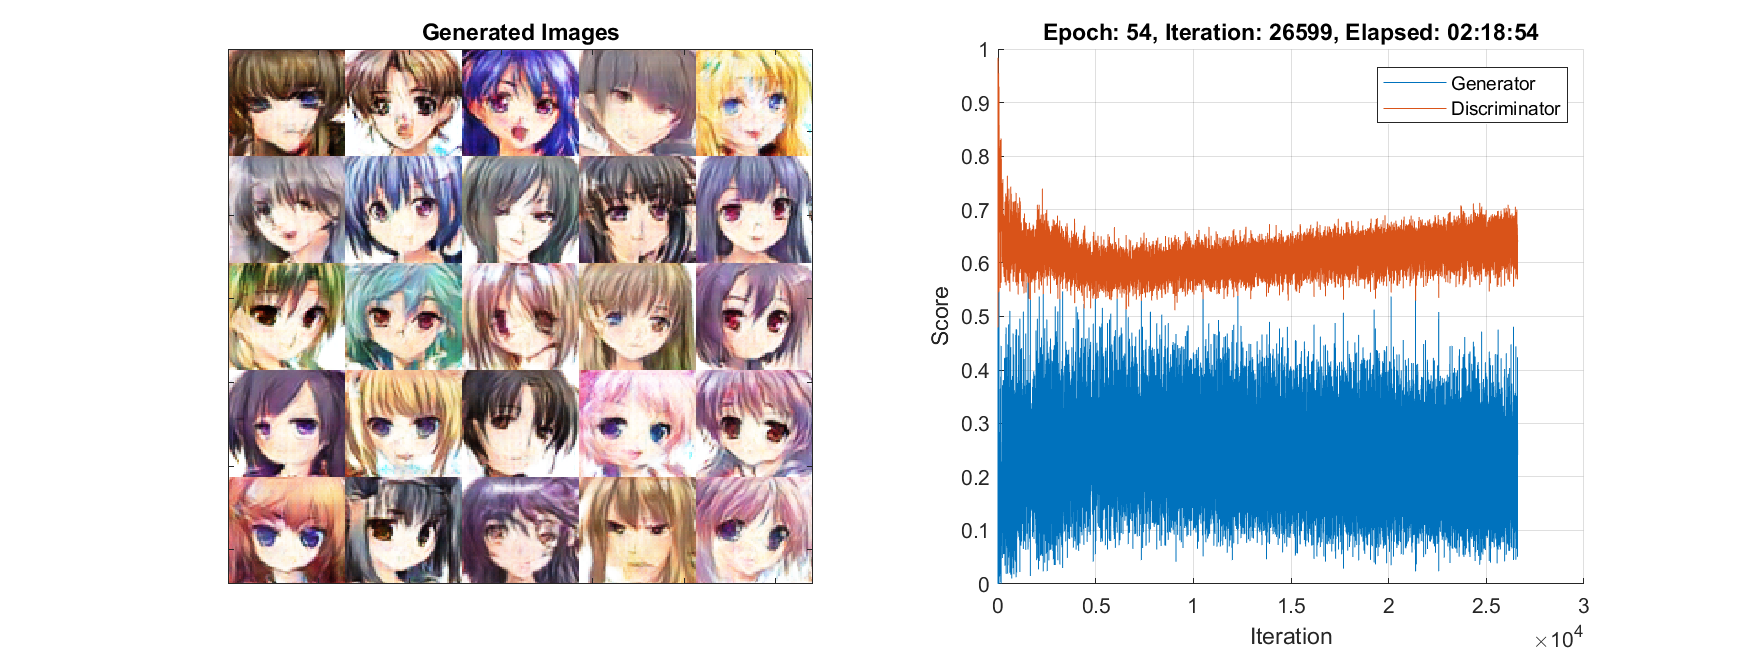 Generated Images
Epoch: 54, Iteration: 26599, Elapsed: 02:18:54
Generator
Discriminator
1
0.9
0.8
0.7
0.6
0.5
0.4
0.3
0.2
0.1
0
Score
0 0.5 1 1.5 2 2.5 3
Iteration
×10^4